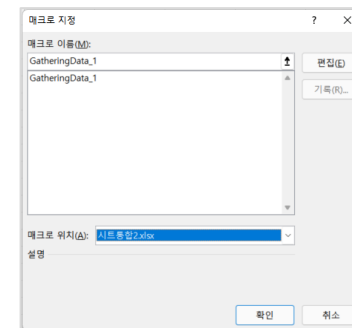 매크로 지정
? ×
매크로 이름(M):
GatheringData_1
편집(E)
GatheringData_1
기록(R)...
매크로 위치(A): 시트통합2.xlsx
설명
확인 취소